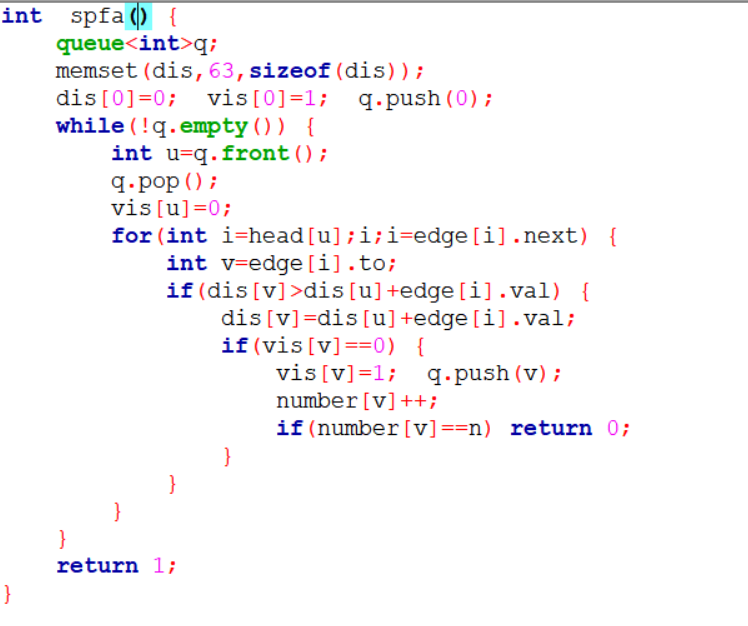 int  spfa() {
    queue<int>q;
    memset(dis,63,sizeof(dis));
    dis[0]=0;  vis[0]=1;  q.push(0);
    while(!q.empty()) {
        int u=q.front();
        q.pop();
        vis[u]=0;
        for(int i=head[u];i;i=edge[i].next) {
            int v=edge[i].to;
            if(dis[v]>dis[u]+edge[i].val) {
                dis[v]=dis[u]+edge[i].val;
                if(vis[v]==0) {
                    vis[v]=1;  q.push(v);
                    number[v]++;
                    if(number[v]==n) return 0;
                }
            }
        }
    }
    return 1;
}